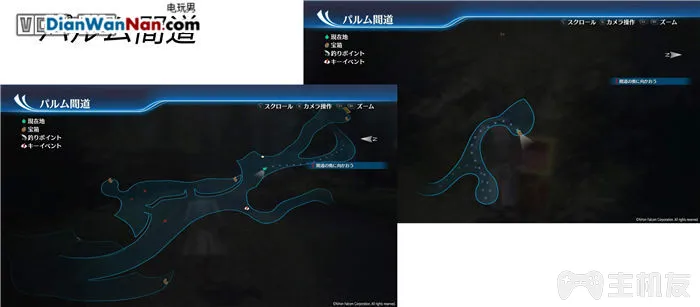 电玩男
DianWanNan.com
パルム間道
スクロール カメラ操作 ズーム
現在地
宝箱
釣りポイント
キーイベント
N
間道の奥に向かおう
©Nihon Falcom Corporation. All rights reserved.
パルム間道
スクロール カメラ操作 ズーム
現在地
宝箱
釣りポイント
キーイベント
N
間道の奥に向かおう
©Nihon Falcom Corporation. All rights reserved.
主机友